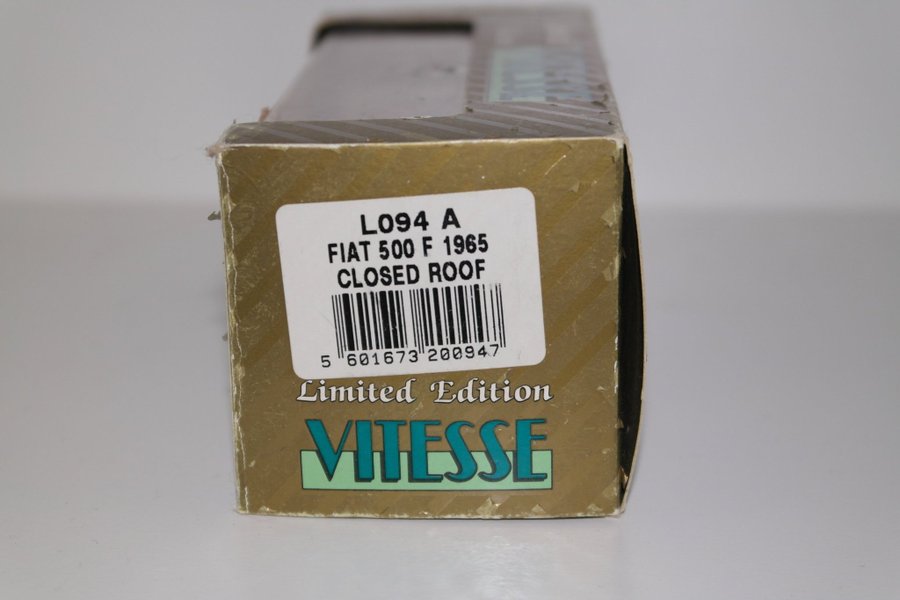 L094 A
FIAT 500 F 1965
CLOSED ROOF
5 601673 200947
Limited Edition
VITESSE